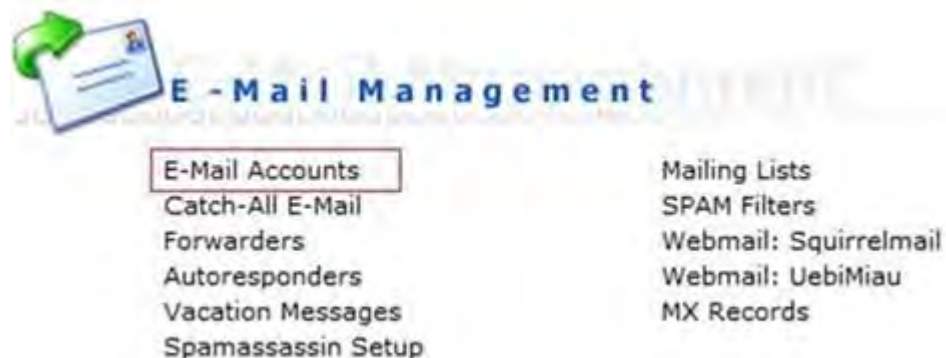 E-Mail Management
E-Mail Accounts
Catch-All E-Mail
Forwarders
Autoresponders
Vacation Messages
Spamassassin Setup
Mailing Lists
SPAM Filters
Webmail: Squirrelmail
Webmail: UebiMiau
MX Records